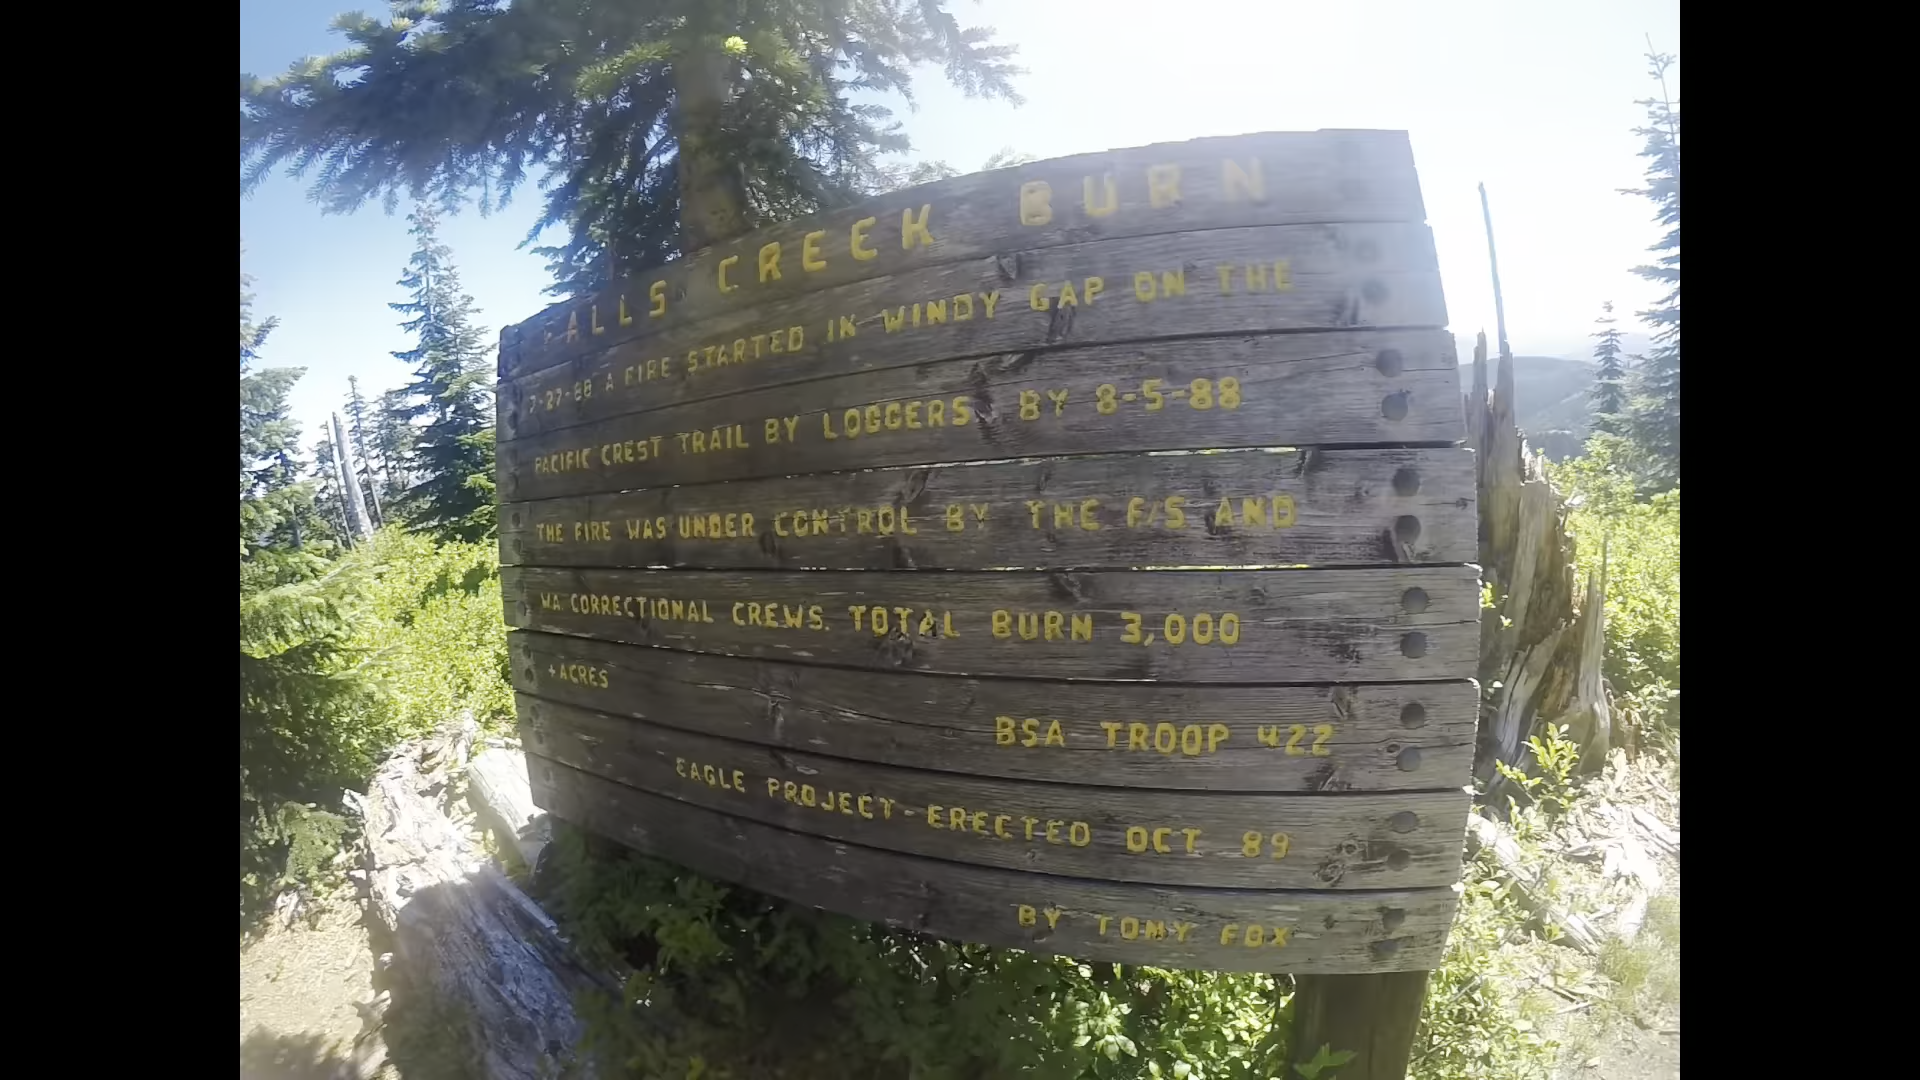 FALLS CREEK BURN
7-27-88 A FIRE STARTED IN WINDY GAP ON THE
PACIFIC CREST TRAIL BY LOGGERS. BY 8-5-88
THE FIRE WAS UNDER CONTROL BY THE F/S AND
WA. CORRECTIONAL CREWS. TOTAL BURN 3,000
+ACRES
BSA TROOP 422
EAGLE PROJECT-ERECTED OCT 89
BY TONY FOX